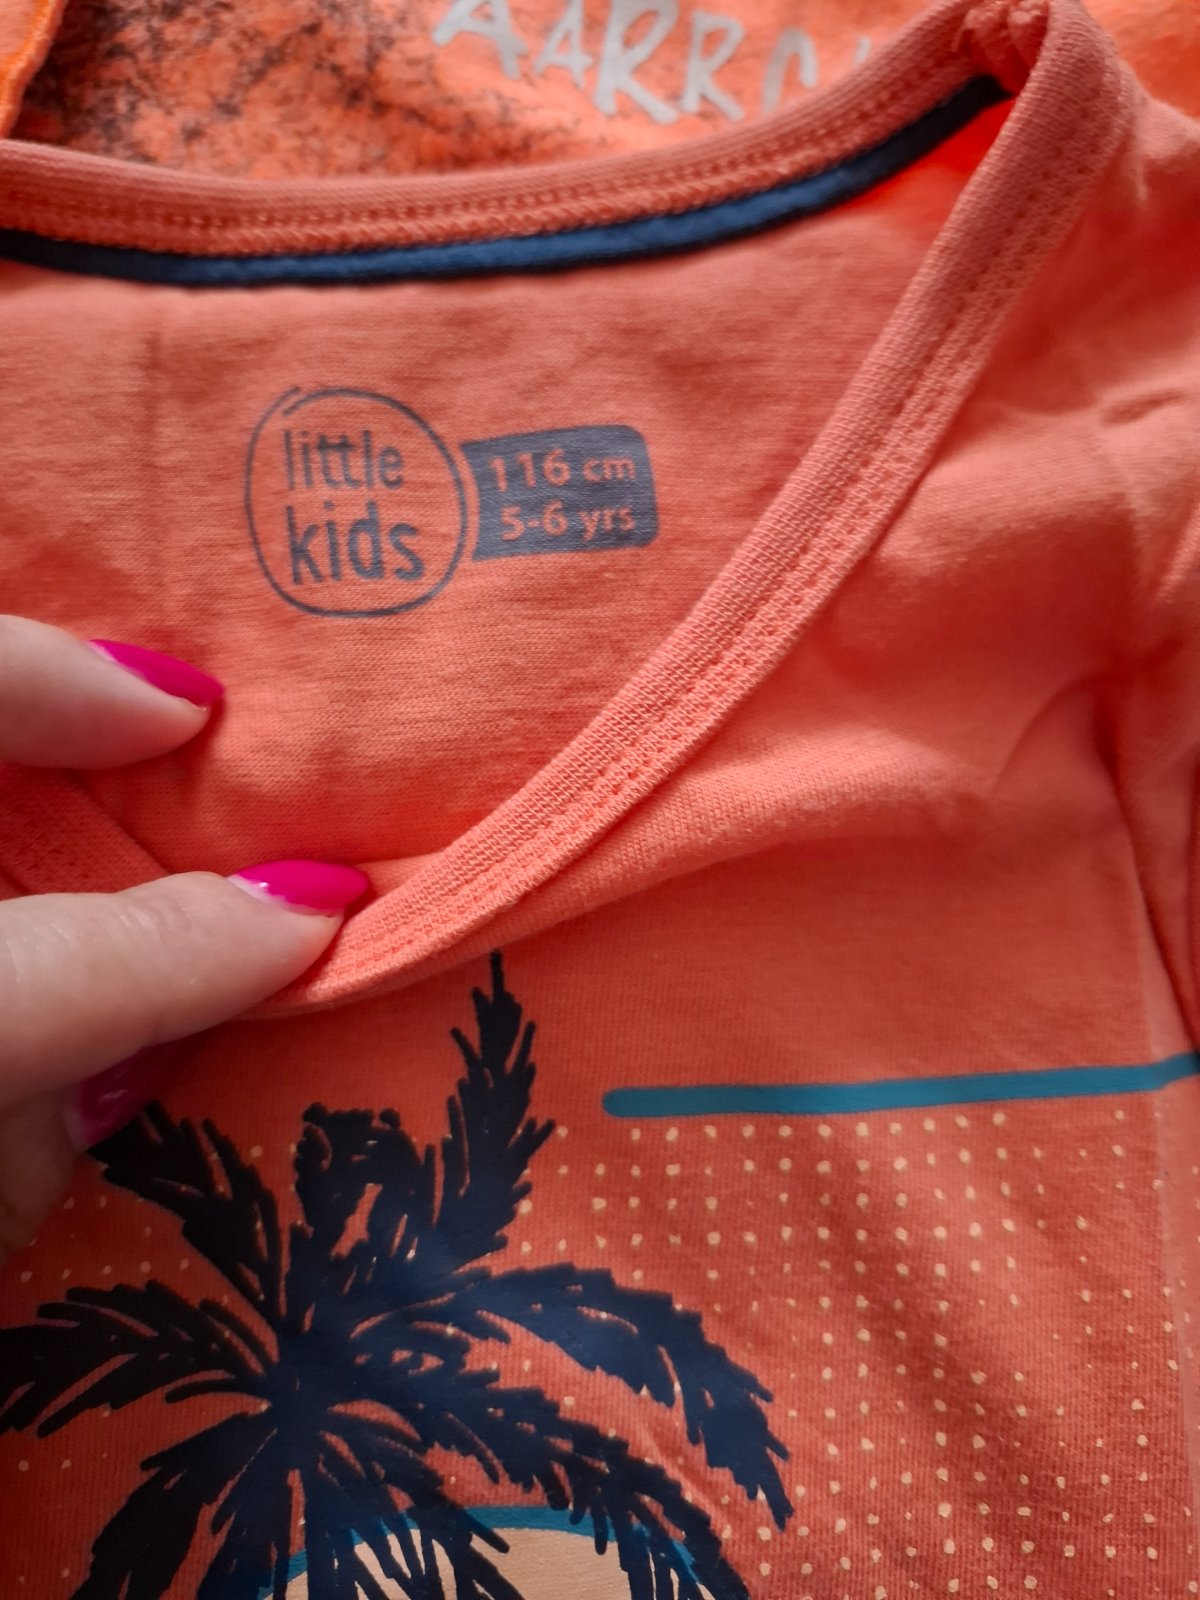 little
kids
116 cm
5-6 yrs